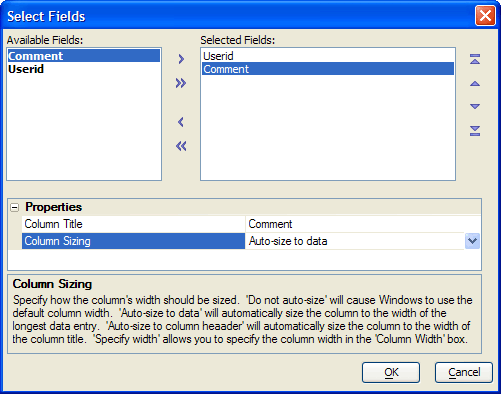 Select Fields
Available Fields:
Selected Fields:
Comment
Userid
Userid
Comment
Properties
Column Title Comment
Column Sizing Auto-size to data
Column Sizing
Specify how the column's width should be sized. 'Do not auto-size' will cause Windows to use the
default column width. 'Auto-size to data' will automatically size the column to the width of the
longest data entry. 'Auto-size to column heaader' will automatically size the column to the width of
the column title. 'Specify width' allows you to specify the column width in the 'Column Width' box.
OK Cancel